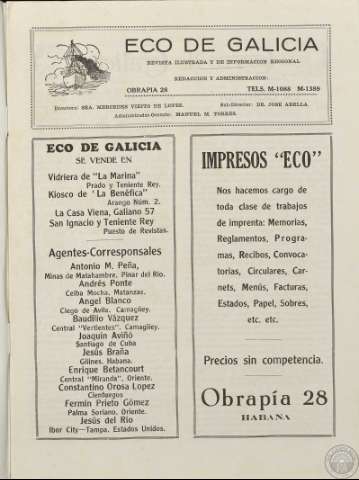 ECO DE GALICIA
REVISTA ILUSTRADA Y DE INFORMACION REGIONAL
REDACCION Y ADMINISTRACION:
OBRAPIA 28 TELS. M-1088 M-1388
Directora: SRA. MERCEDES VIEITO DE LOPEZ. Sub-Director: DR. JOSE ABELLA.
Administrador-Gerente: MANUEL M. TORRES.
ECO DE GALICIA
SE VENDE EN
Vidriera de "La Marina"
Prado y Teniente Rey.
Kiosco de "La Benéfica"
Arango Núm. 2.
La Casa Viena, Galiano 57
San Ignacio y Teniente Rey
Puesto de Revistas.
Agentes-Corresponsales
Antonio M. Peña,
Minas de Matahambre, Pinar del Río.
Andrés Ponte
Ceiba Mocha. Matanzas.
Angel Blanco
Ciego de Avila. Camagüey.
Baudilio Vázquez
Central "Vertientes". Camagüey.
Joaquín Aviñó
Santiago de Cuba
Jesús Braña
Güines. Habana.
Enrique Betancourt
Central "Miranda". Oriente.
Constantino Orosa Lopez
Cienfuegos
Fermin Prieto Gómez
Palma Soriano. Oriente.
Jesús del Río
Ibor City—Tampa. Estados Unidos.
IMPRESOS "ECO"
Nos hacemos cargo de
toda clase de trabajos
de imprenta: Memorias,
Reglamentos, Progra-
mas, Recibos, Convoca-
torias, Circulares, Car-
nets, Menús, Facturas,
Estados, Papel, Sobres,
etc. etc.
Precios sin competencia.
Obrapía 28
HABANA